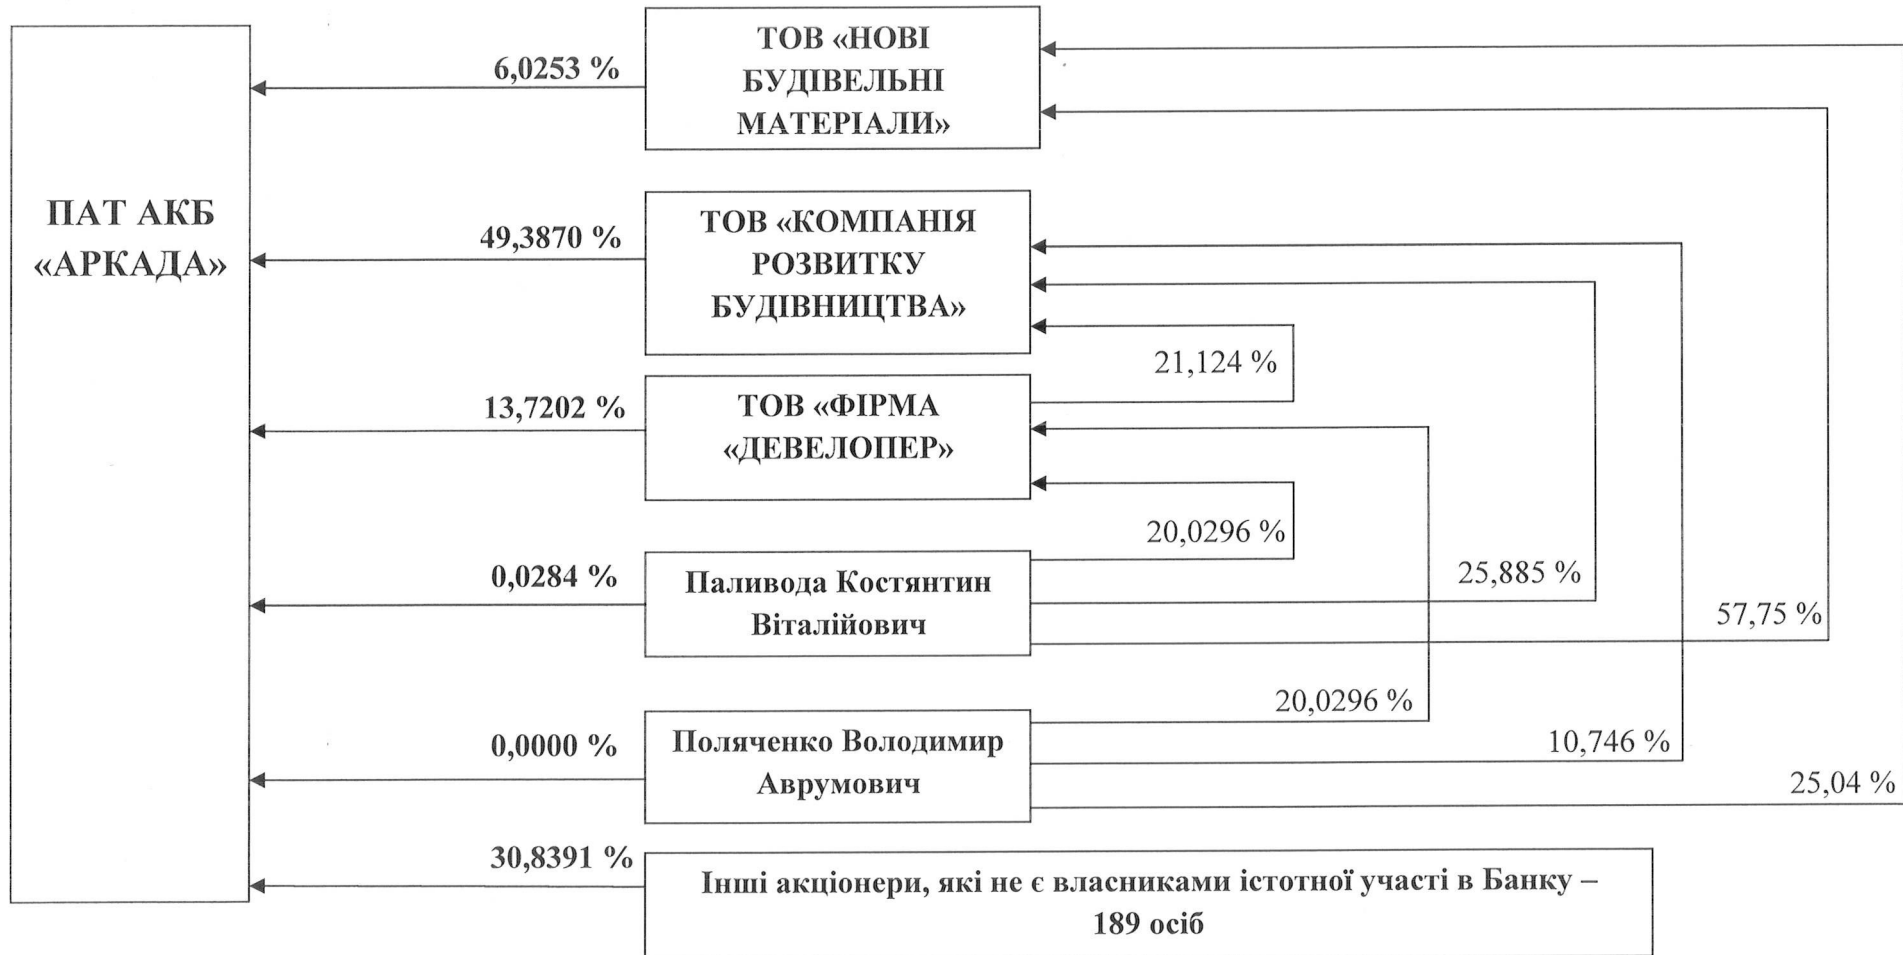 ПАТ АКБ
«АРКАДА»
6,0253 %
ТОВ «НОВІ
БУДІВЕЛЬНІ
МАТЕРІАЛИ»
49,3870 %
ТОВ «КОМПАНІЯ
РОЗВИТКУ
БУДІВНИЦТВА»
21,124 %
13,7202 %
ТОВ «ФІРМА
«ДЕВЕЛОПЕР»
20,0296 %
0,0284 %
Паливода Костянтин
Віталійович
25,885 %
57,75 %
20,0296 %
0,0000 %
Поляченко Володимир
Аврумович
10,746 %
25,04 %
30,8391 %
Інші акціонери, які не є власниками істотної участі в Банку –
189 осіб